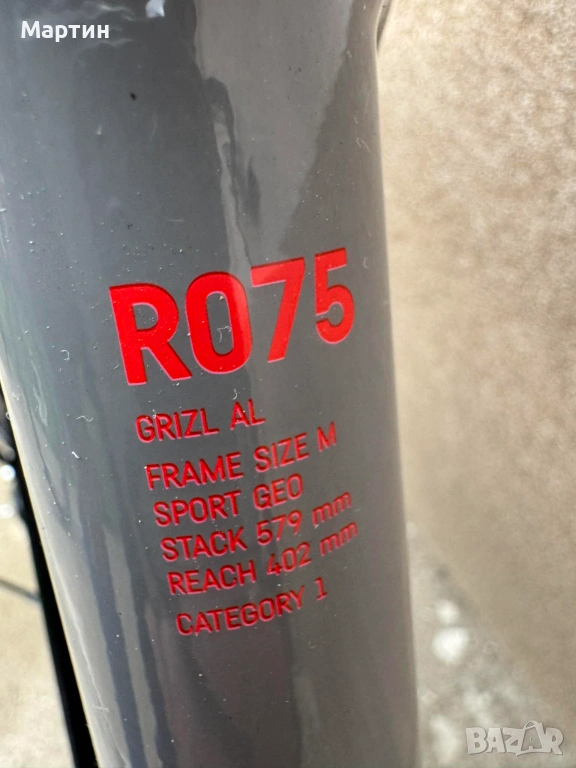 Мартин
R075
GRIZL AL
FRAME SIZE M
SPORT GEO
STACK 579 mm
REACH 402 mm
CATEGORY 1
BAZAR